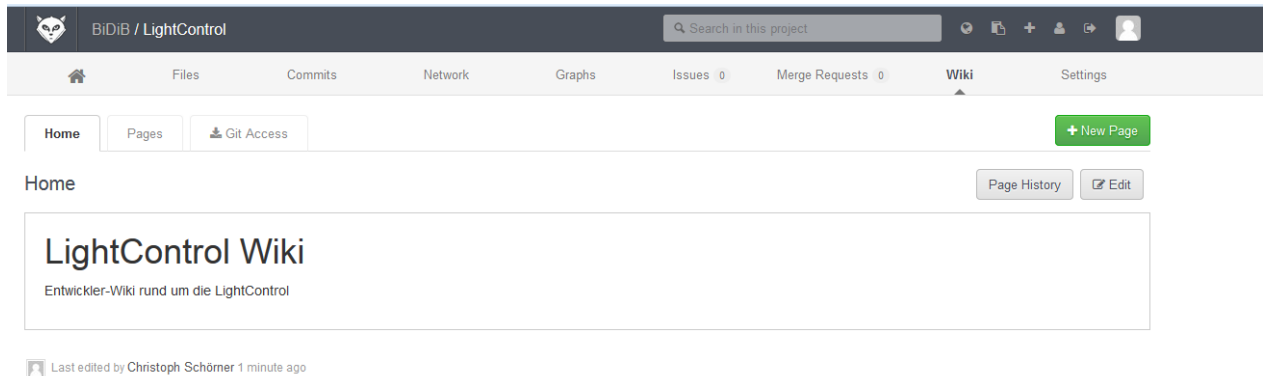 BiDiB / LightControl Search in this project
Files Commits Network Graphs Issues 0 Merge Requests 0 Wiki Settings
Home Pages Git Access + New Page
Home Page History Edit
LightControl Wiki
Entwickler-Wiki rund um die LightControl
Last edited by Christoph Schörner 1 minute ago